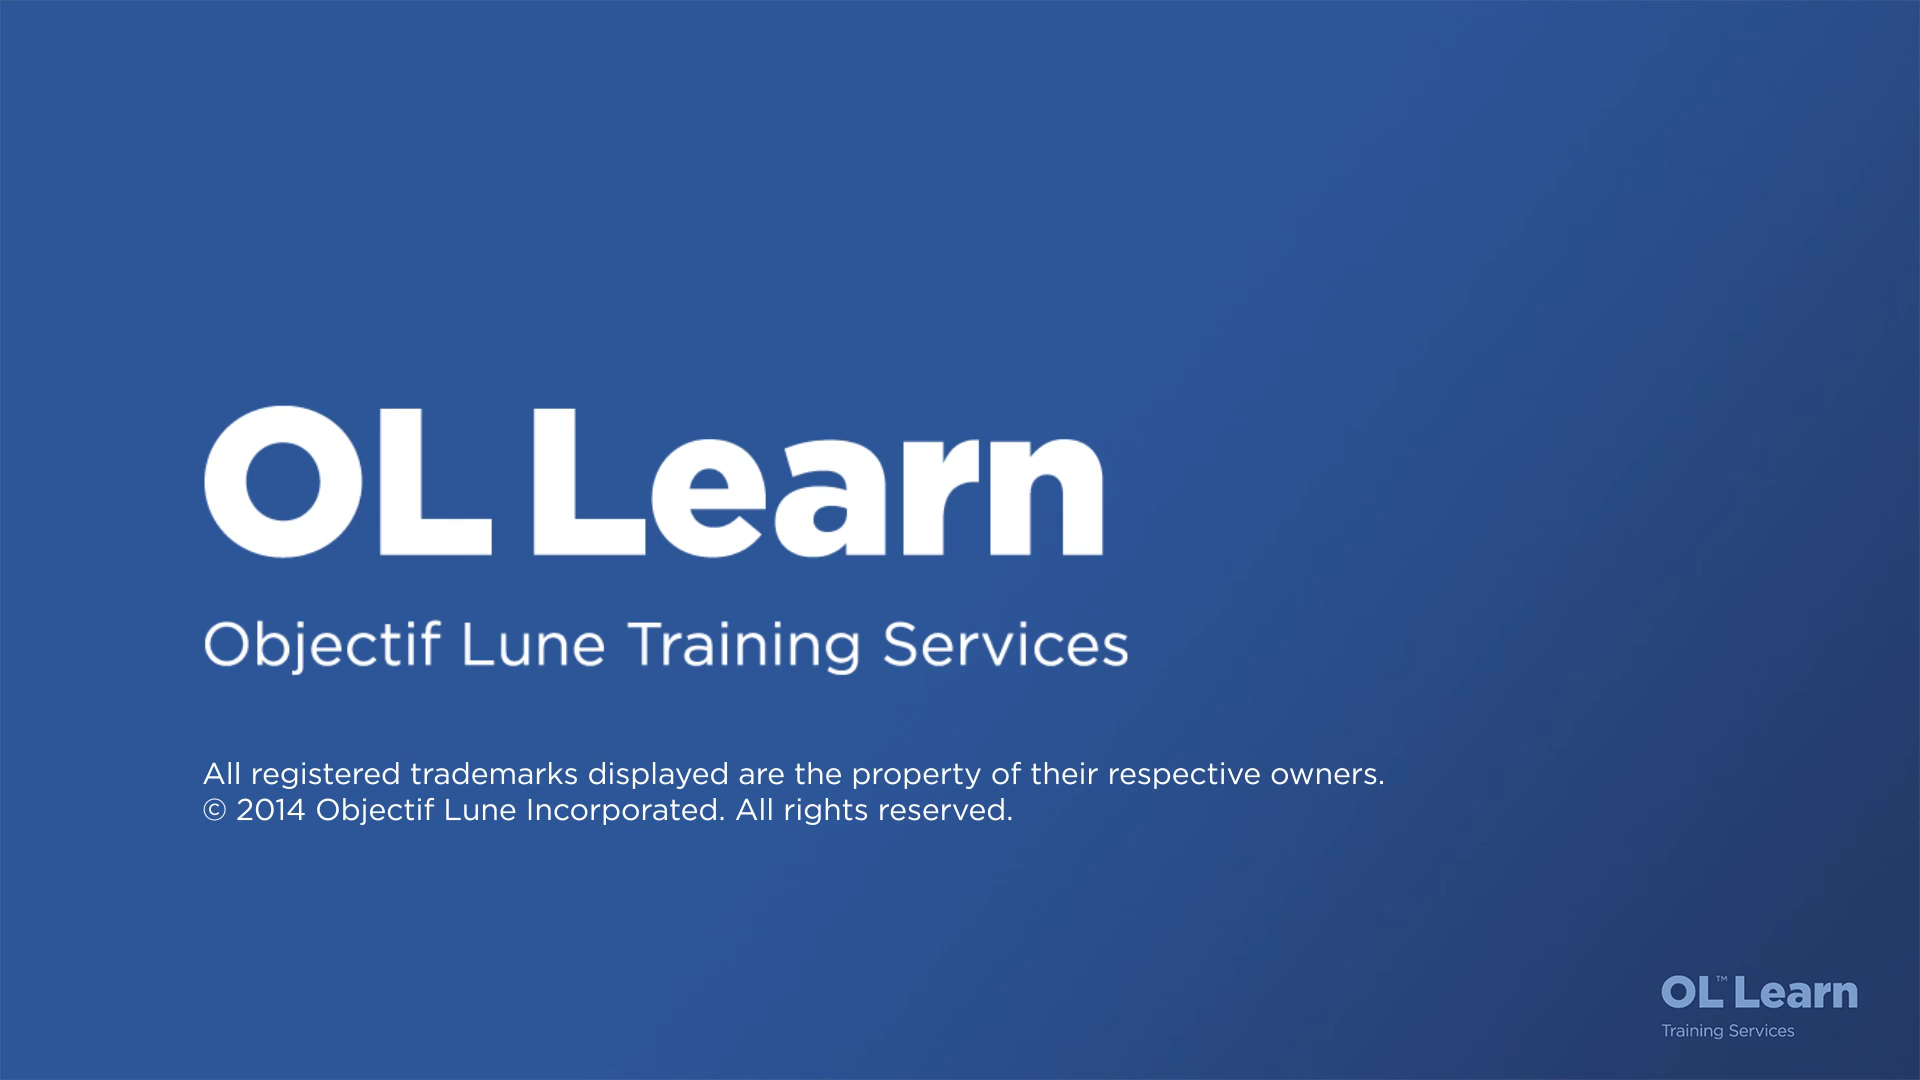 OL Learn
Objectif Lune Training Services
All registered trademarks displayed are the property of their respective owners.
© 2014 Objectif Lune Incorporated. All rights reserved.
OL™ Learn
Training Services